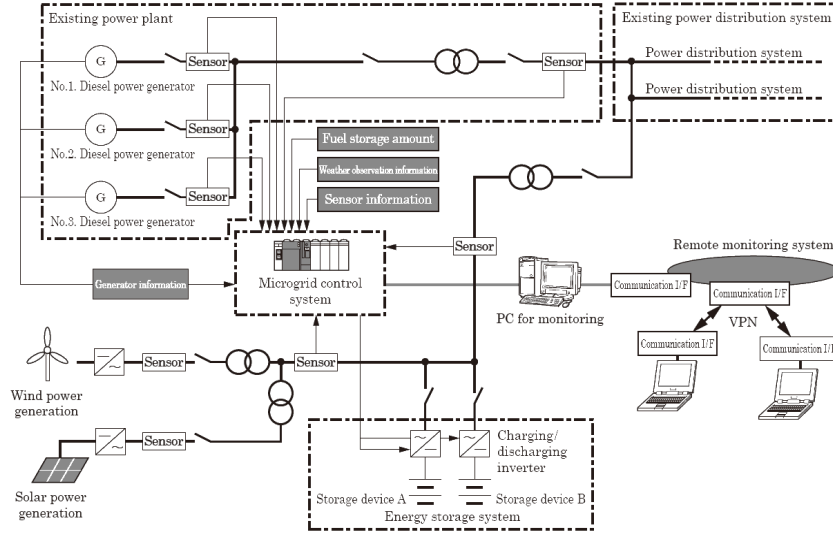 Existing power plant
Existing power distribution system
G
Sensor
Sensor
Power distribution system
No.1. Diesel power generator
Power distribution system
G
Sensor
Fuel storage amount
No.2. Diesel power generator
Weather observation information
G
Sensor
Sensor information
No.3. Diesel power generator
Sensor
Remote monitoring system
Generator information
Microgrid control
system
Communication I/F
Communication I/F
PC for monitoring
VPN
Communication I/F
Communication I/F
Sensor
Sensor
Wind power
generation
Sensor
Charging/
discharging
inverter
Solar power
generation
Storage device A
Storage device B
Energy storage system